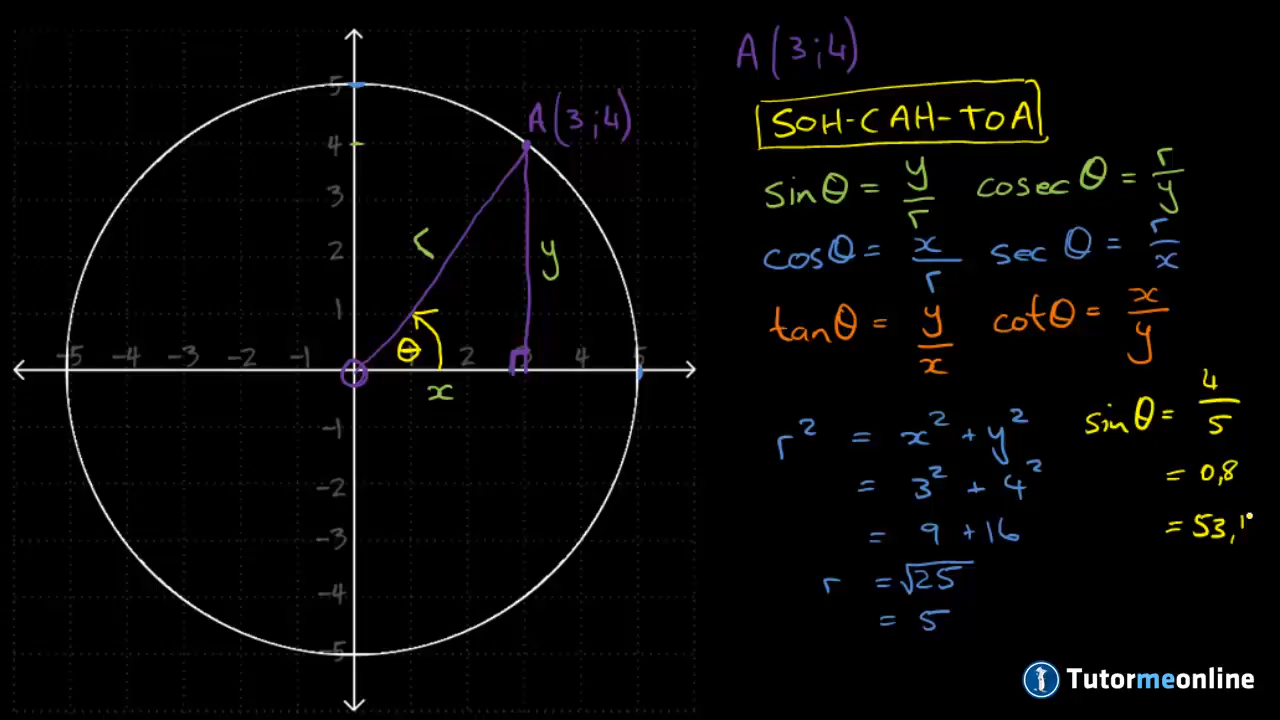 A(3;4)
SOH-CAH-TOA
sinθ = y/r cosecθ = r/y
cosθ = x/r secθ = r/x
tanθ = y/x cotθ = x/y
r² = x² + y²
= 3² + 4²
= 9 + 16
r = √25
= 5
sinθ = 4/5
= 0,8
= 53,1
A(3;4)
r
y
θ
x
5
4
3
2
1
-5 -4 -3 -2 -1 2 3 4 5
-1
-2
-3
-4
-5
Tutormeonline